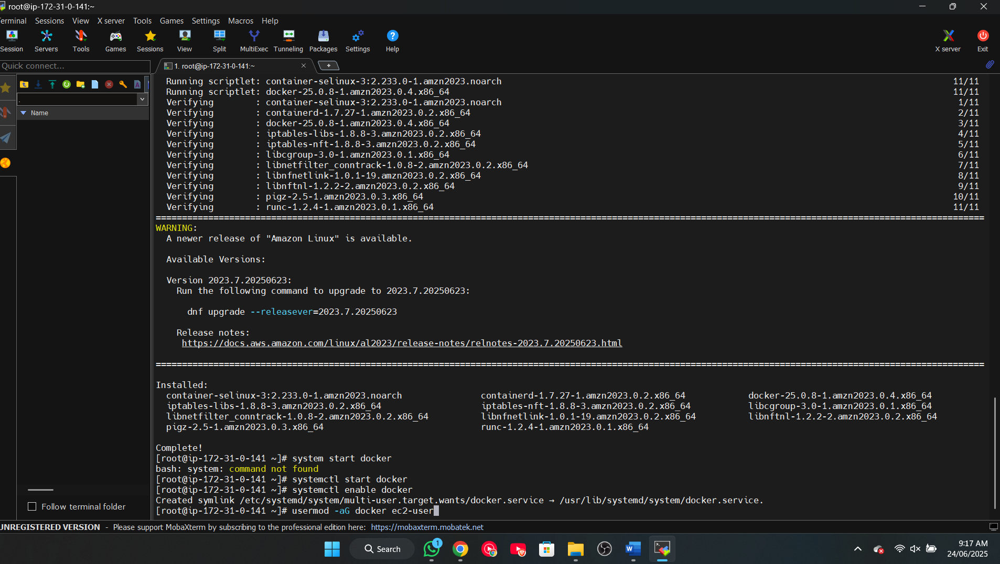 root@ip-172-31-0-141:~
erminal Sessions View X server Tools Games Settings Macros Help
Session Servers Tools Games Sessions View Split MultiExec Tunneling Packages Settings Help X server Exit
Quick connect...
1. root@ip-172-31-0-141:~
.
Name
Running scriptlet: container-selinux-3:2.233.0-1.amzn2023.noarch 11/11
Running scriptlet: docker-25.0.8-1.amzn2023.0.4.x86_64 11/11
Verifying : container-selinux-3:2.233.0-1.amzn2023.noarch 1/11
Verifying : containerd-1.7.27-1.amzn2023.0.2.x86_64 2/11
Verifying : docker-25.0.8-1.amzn2023.0.4.x86_64 3/11
Verifying : iptables-libs-1.8.8-3.amzn2023.0.2.x86_64 4/11
Verifying : iptables-nft-1.8.8-3.amzn2023.0.2.x86_64 5/11
Verifying : libcgroup-3.0-1.amzn2023.0.1.x86_64 6/11
Verifying : libnetfilter_conntrack-1.0.8-2.amzn2023.0.2.x86_64 7/11
Verifying : libnfnetlink-1.0.1-19.amzn2023.0.2.x86_64 8/11
Verifying : libnftnl-1.2.2-2.amzn2023.0.2.x86_64 9/11
Verifying : pigz-2.5-1.amzn2023.0.3.x86_64 10/11
Verifying : runc-1.2.4-1.amzn2023.0.1.x86_64 11/11
WARNING:
A newer release of "Amazon Linux" is available.
Available Versions:
Version 2023.7.20250623:
Run the following command to upgrade to 2023.7.20250623:
dnf upgrade --releasever=2023.7.20250623
Release notes:
https://docs.aws.amazon.com/linux/al2023/release-notes/relnotes-2023.7.20250623.html
Installed:
container-selinux-3:2.233.0-1.amzn2023.noarch containerd-1.7.27-1.amzn2023.0.2.x86_64 docker-25.0.8-1.amzn2023.0.4.x86_64
iptables-libs-1.8.8-3.amzn2023.0.2.x86_64 iptables-nft-1.8.8-3.amzn2023.0.2.x86_64 libcgroup-3.0-1.amzn2023.0.1.x86_64
libnetfilter_conntrack-1.0.8-2.amzn2023.0.2.x86_64 libnfnetlink-1.0.1-19.amzn2023.0.2.x86_64 libnftnl-1.2.2-2.amzn2023.0.2.x86_64
pigz-2.5-1.amzn2023.0.3.x86_64 runc-1.2.4-1.amzn2023.0.1.x86_64
Complete!
[root@ip-172-31-0-141 ~]# system start docker
bash: system: command not found
[root@ip-172-31-0-141 ~]# systemctl start docker
[root@ip-172-31-0-141 ~]# systemctl enable docker
Created symlink /etc/systemd/system/multi-user.target.wants/docker.service → /usr/lib/systemd/system/docker.service.
[root@ip-172-31-0-141 ~]# usermod -aG docker ec2-user
Follow terminal folder
UNREGISTERED VERSION - Please support MobaXterm by subscribing to the professional edition here: https://mobaxterm.mobatek.net
Search
1
9:17 AM
24/06/2025